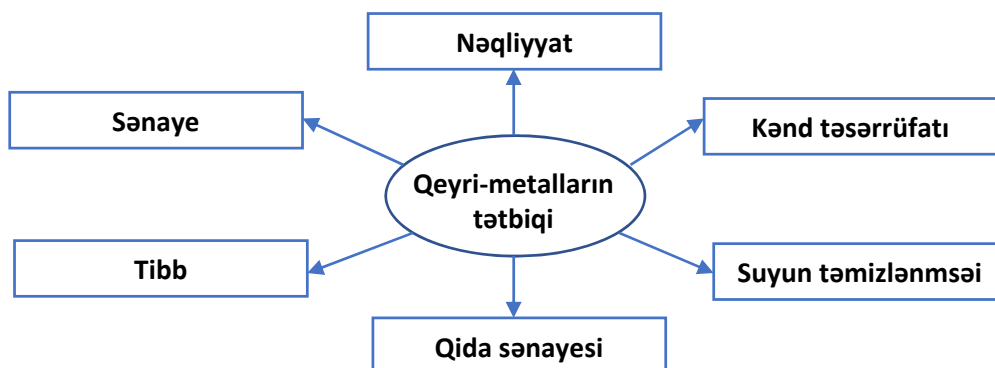 Nəqliyyat
Sənaye
Kənd təsərrüfatı
Qeyri-metalların
tətbiqi
Tibb
Suyun təmizlənmsəi
Qida sənayesi